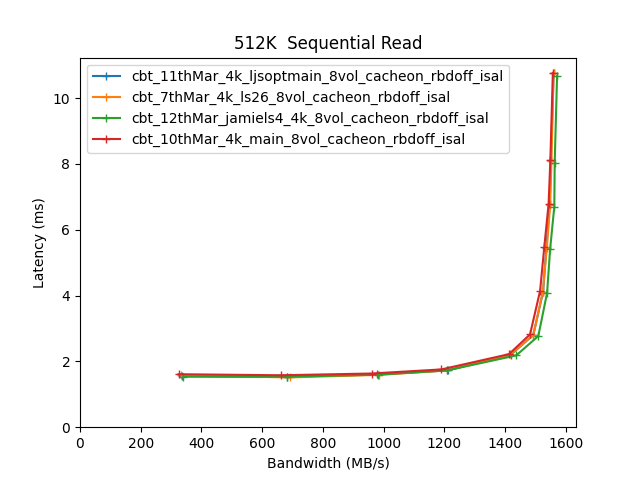 512K  Sequential Read
cbt_11thMar_4k_ljsoptmain_8vol_cacheon_rbdoff_isal
cbt_7thMar_4k_ls26_8vol_cacheon_rbdoff_isal
cbt_12thMar_jamiels4_4k_8vol_cacheon_rbdoff_isal
cbt_10thMar_4k_main_8vol_cacheon_rbdoff_isal
Latency (ms)
10
8
6
4
2
0
0 200 400 600 800 1000 1200 1400 1600
Bandwidth (MB/s)